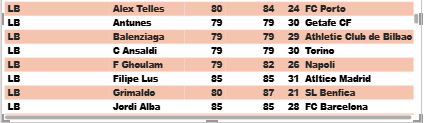 LB Alex Telles 80 84 24 FC Porto
LB Antunes 79 79 30 Getafe CF
LB Balenziaga 79 79 29 Athletic Club de Bilbao
LB C Ansaldi 79 79 30 Torino
LB F Ghoulam 79 82 26 Napoli
LB Filipe Lus 85 85 31 Atltico Madrid
LB Grimaldo 80 87 21 SL Benfica
LB Jordi Alba 85 85 28 FC Barcelona